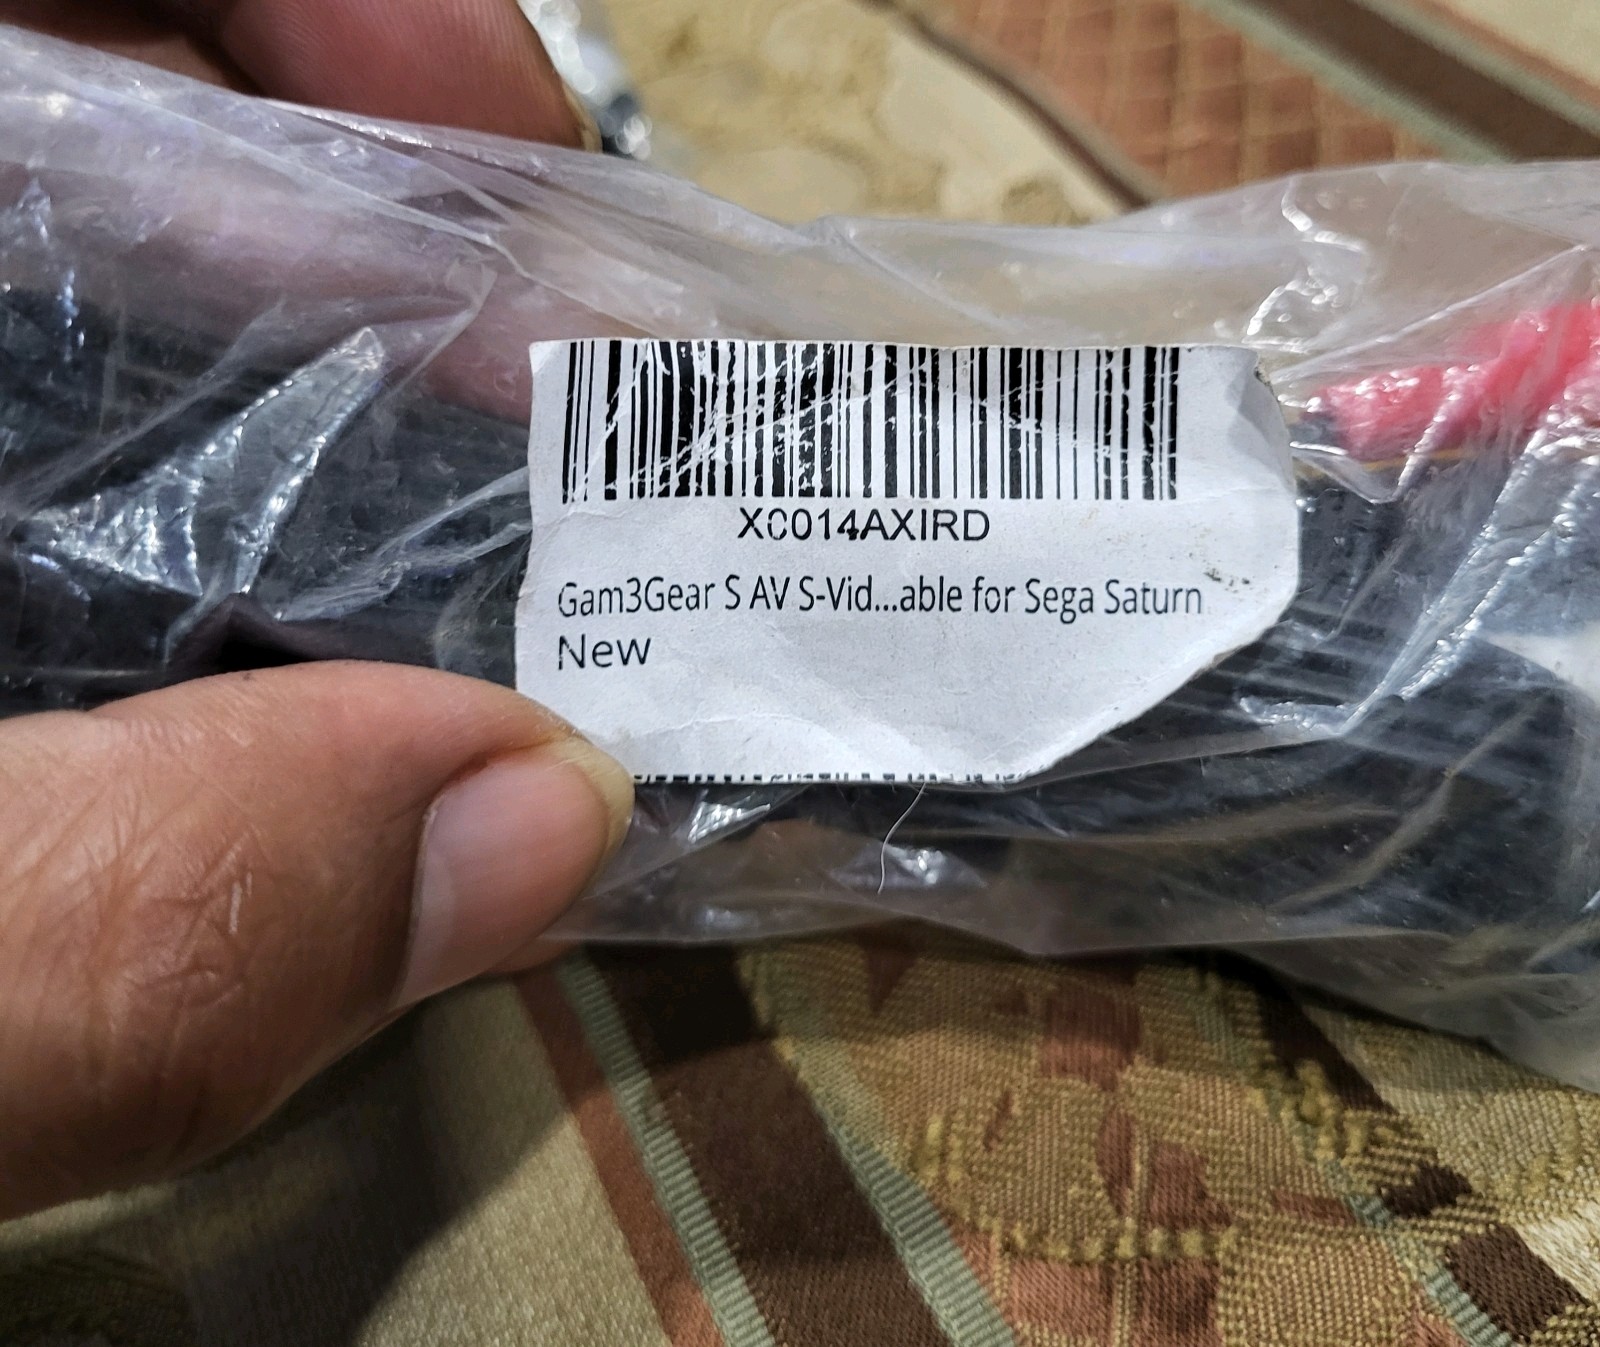 X0014AXIRD
Gam3Gear S AV S-Vid...able for Sega Saturn
New